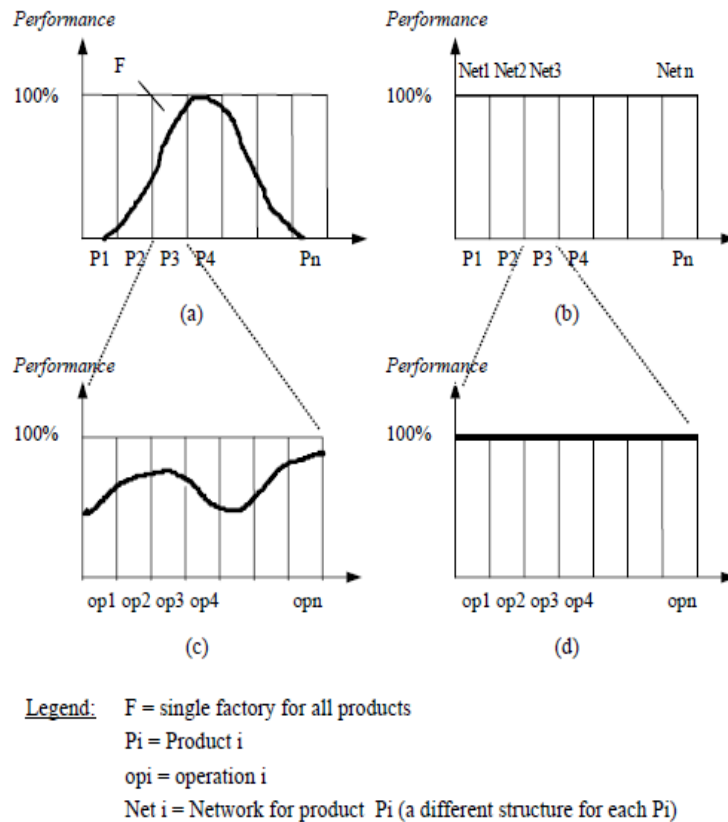 Performance
Performance
F
Net1 Net2 Net3 Net n
100%
100%
P1 P2 P3 P4 Pn
P1 P2 P3 P4 Pn
(a)
(b)
Performance
Performance
100%
100%
op1 op2 op3 op4 opn
op1 op2 op3 op4 opn
(c)
(d)
Legend: F = single factory for all products
Pi = Product i
opi = operation i
Net i = Network for product Pi (a different structure for each Pi)